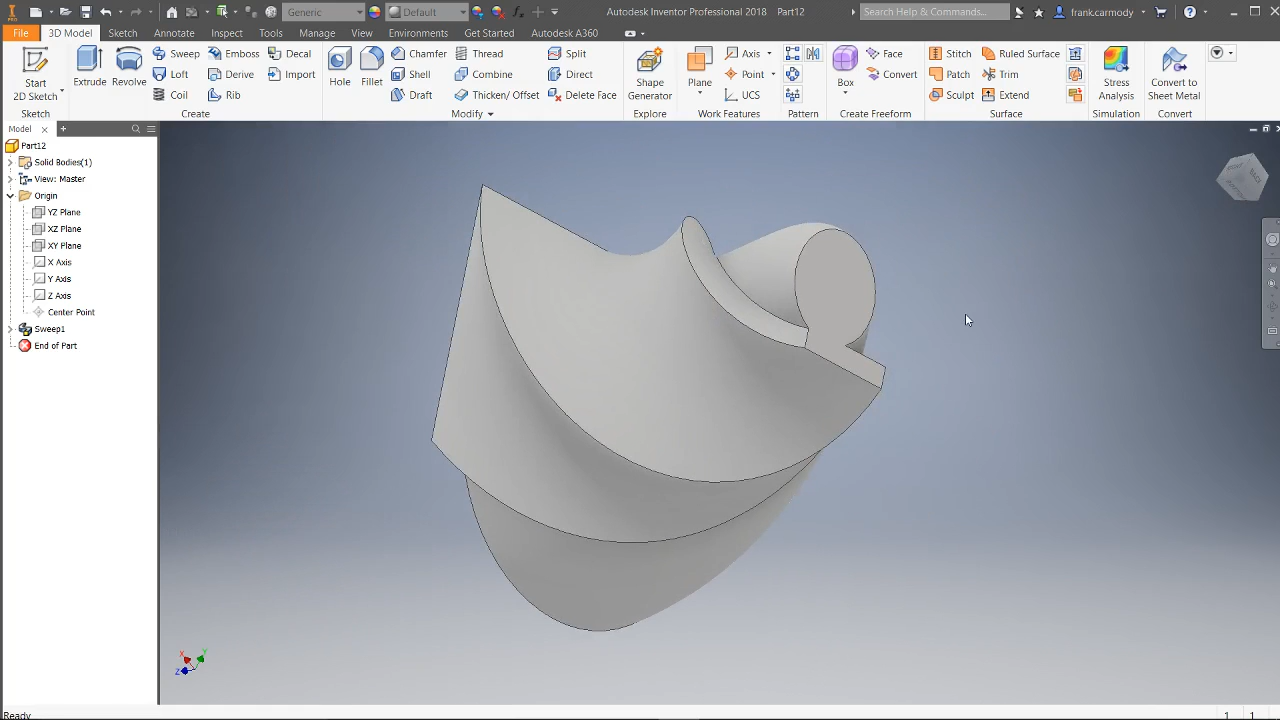 PRO
Generic
Default
Autodesk Inventor Professional 2018 Part12
Search Help & Commands...
frank.carmody
File 3D Model Sketch Annotate Inspect Tools Manage View Environments Get Started Autodesk A360
Start
2D Sketch
Extrude
Revolve
Sweep
Emboss
Decal
Loft
Derive
Import
Coil
Rib
Hole
Fillet
Chamfer
Thread
Split
Shell
Combine
Direct
Draft
Thicken/ Offset
Delete Face
Shape
Generator
Plane
Axis
Point
UCS
Box
Face
Convert
Stitch
Ruled Surface
Patch
Trim
Sculpt
Extend
Stress
Analysis
Convert to
Sheet Metal
Sketch Create Modify Explore Work Features Pattern Create Freeform Surface Simulation Convert
Model
Part12
Solid Bodies(1)
View: Master
Origin
YZ Plane
XZ Plane
XY Plane
X Axis
Y Axis
Z Axis
Center Point
Sweep1
End of Part
BACK
X
Y
Z
Ready
1 1